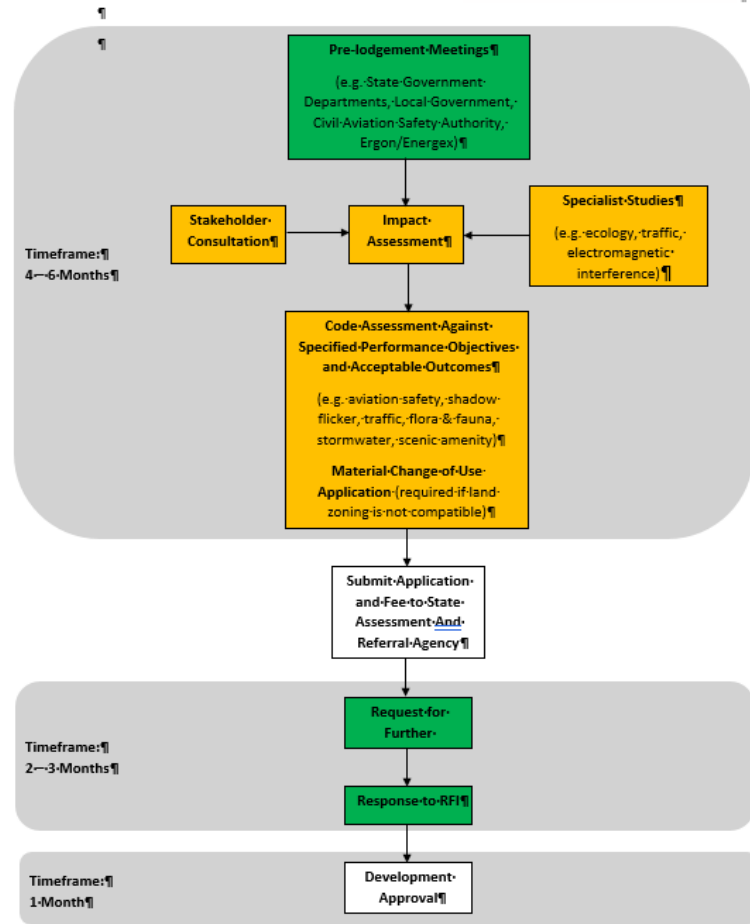 ¶
¶
Pre-lodgement·Meetings¶
(e.g.·State·Government·
Departments,·Local·Government,·
Civil·Aviation·Safety·Authority,·
Ergon/Energex)¶
Stakeholder·
Consultation¶
Impact·
Assessment¶
Specialist·Studies¶
(e.g.·ecology,·traffic,·
electromagnetic·
interference)¶
Timeframe:¶
4·–·6·Months¶
Code·Assessment·Against·
Specified·Performance·Objectives·
and·Acceptable·Outcomes¶
(e.g.·aviation·safety,·shadow·
flicker,·traffic,·flora·&·fauna,·
stormwater,·scenic·amenity)¶
Material·Change·of·Use·
Application·(required·if·land·
zoning·is·not·compatible)¶
Submit·Application·
and·Fee·to·State·
Assessment·And·
Referral·Agency¶
Timeframe:¶
2·–·3·Months¶
Request·for·
Further·
Response·to·RFI¶
Timeframe:¶
1·Month¶
Development·
Approval¶